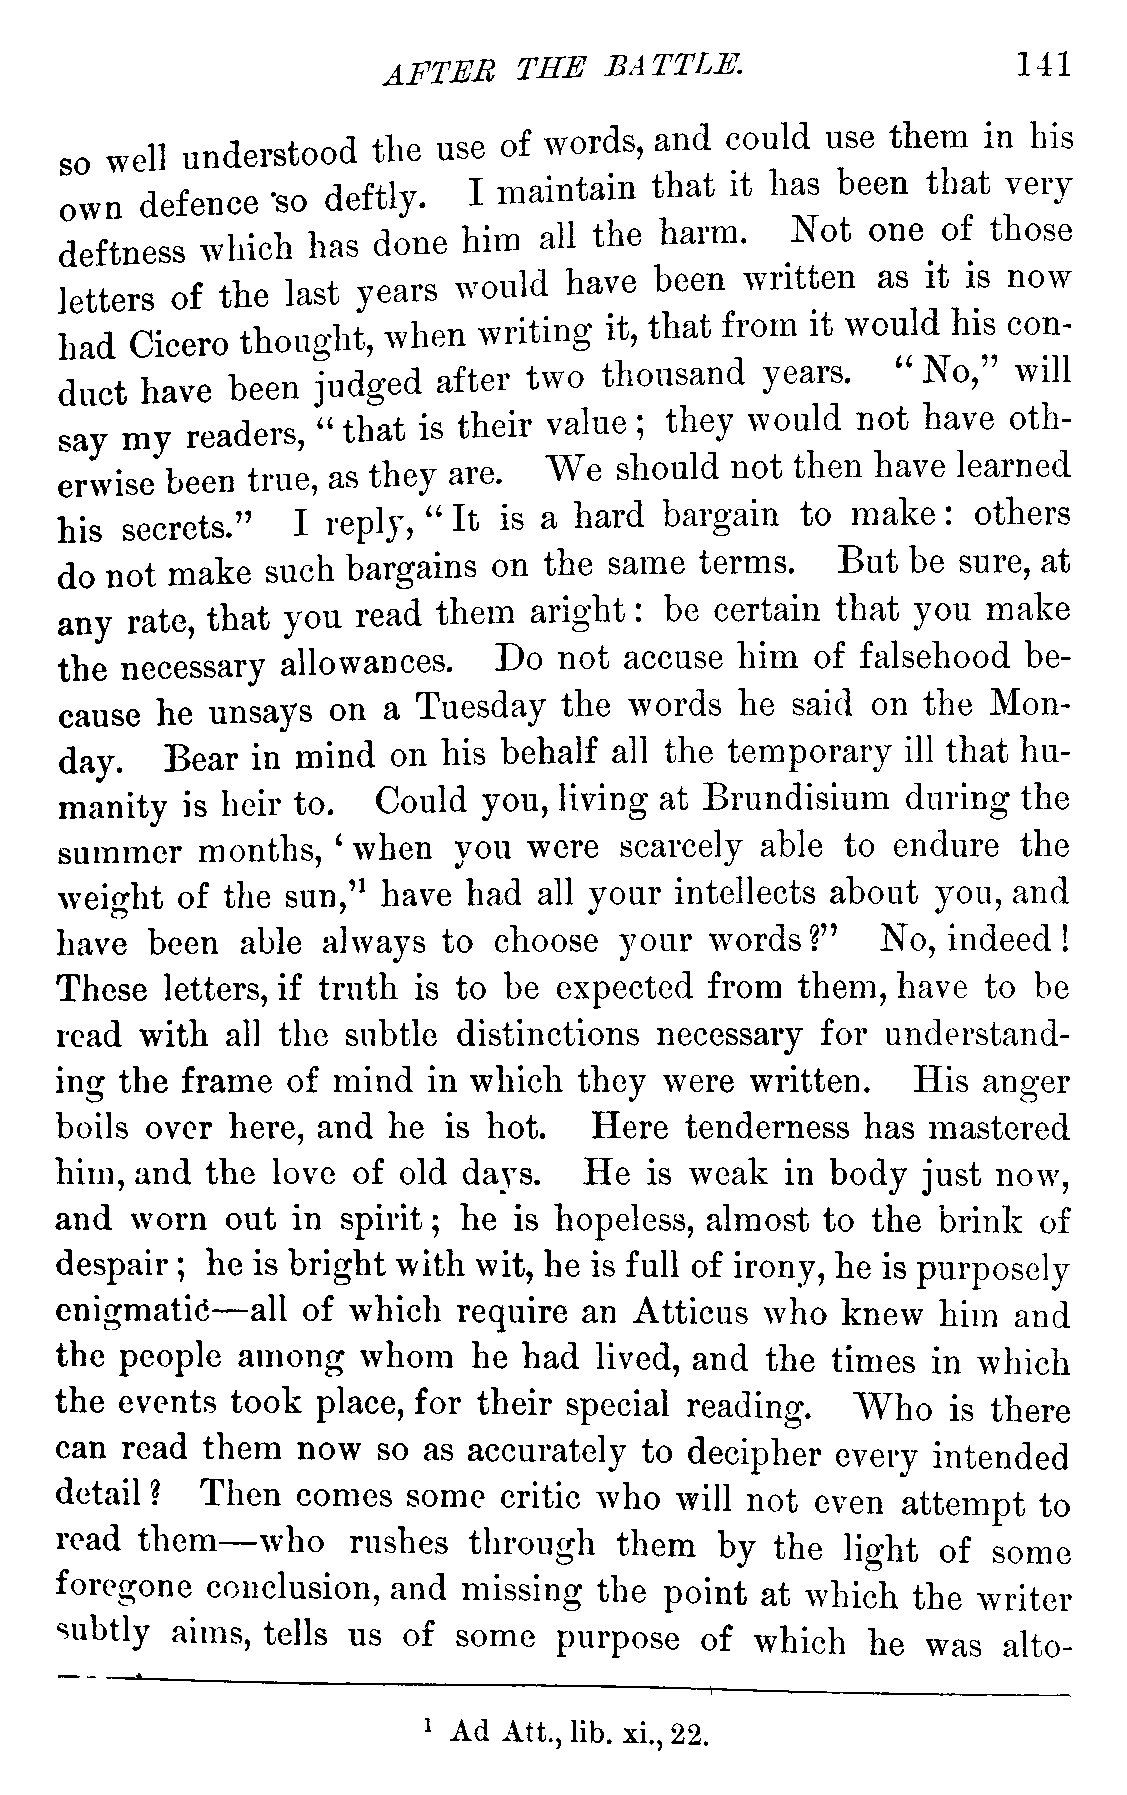 AFTER THE BATTLE. 141
so well understood the use of words, and could use them in his
own defence so deftly. I maintain that it has been that very
deftness which has done him all the harm. Not one of those
letters of the last years would have been written as it is now
had Cicero thought, when writing it, that from it would his con-
duct have been judged after two thousand years. “No,” will
say my readers, “that is their value; they would not have oth-
erwise been true, as they are. We should not then have learned
his secrets.” I reply, “It is a hard bargain to make: others
do not make such bargains on the same terms. But be sure, at
any rate, that you read them aright: be certain that you make
the necessary allowances. Do not accuse him of falsehood be-
cause he unsays on a Tuesday the words he said on the Mon-
day. Bear in mind on his behalf all the temporary ill that hu-
manity is heir to. Could you, living at Brundisium during the
summer months, ‘when you were scarcely able to endure the
weight of the sun,’¹ have had all your intellects about you, and
have been able always to choose your words?” No, indeed!
These letters, if truth is to be expected from them, have to be
read with all the subtle distinctions necessary for understand-
ing the frame of mind in which they were written. His anger
boils over here, and he is hot. Here tenderness has mastered
him, and the love of old days. He is weak in body just now,
and worn out in spirit; he is hopeless, almost to the brink of
despair; he is bright with wit, he is full of irony, he is purposely
enigmatic—all of which require an Atticus who knew him and
the people among whom he had lived, and the times in which
the events took place, for their special reading. Who is there
can read them now so as accurately to decipher every intended
detail? Then comes some critic who will not even attempt to
read them—who rushes through them by the light of some
foregone conclusion, and missing the point at which the writer
subtly aims, tells us of some purpose of which he was alto-
¹ Ad Att., lib. xi., 22.